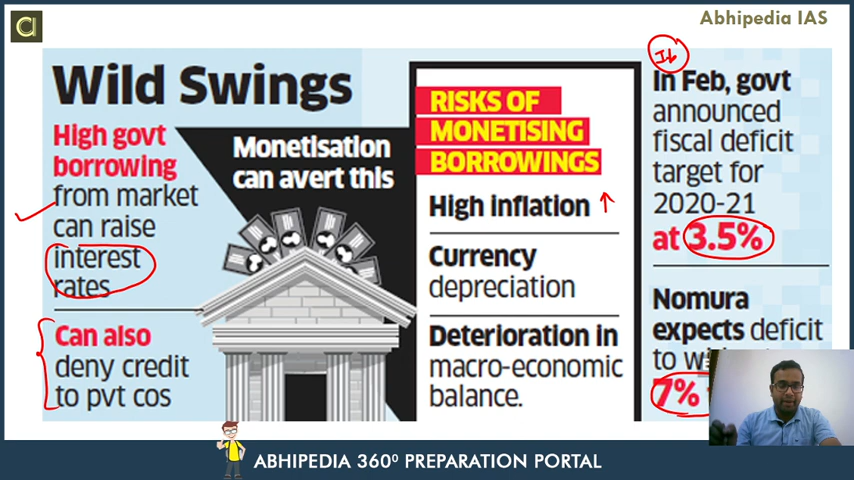 Abhipedia IAS
Wild Swings
High govt
borrowing
from market
can raise
interest
rates
Can also
deny credit
to pvt cos
Monetisation
can avert this
RISKS OF
MONETISING
BORROWINGS
High inflation
Currency
depreciation
Deterioration in
macro-economic
balance.
In Feb, govt
announced
fiscal deficit
target for
2020-21
at 3.5%
Nomura
expects deficit
to
7%
ABHIPEDIA 360⁰ PREPARATION PORTAL